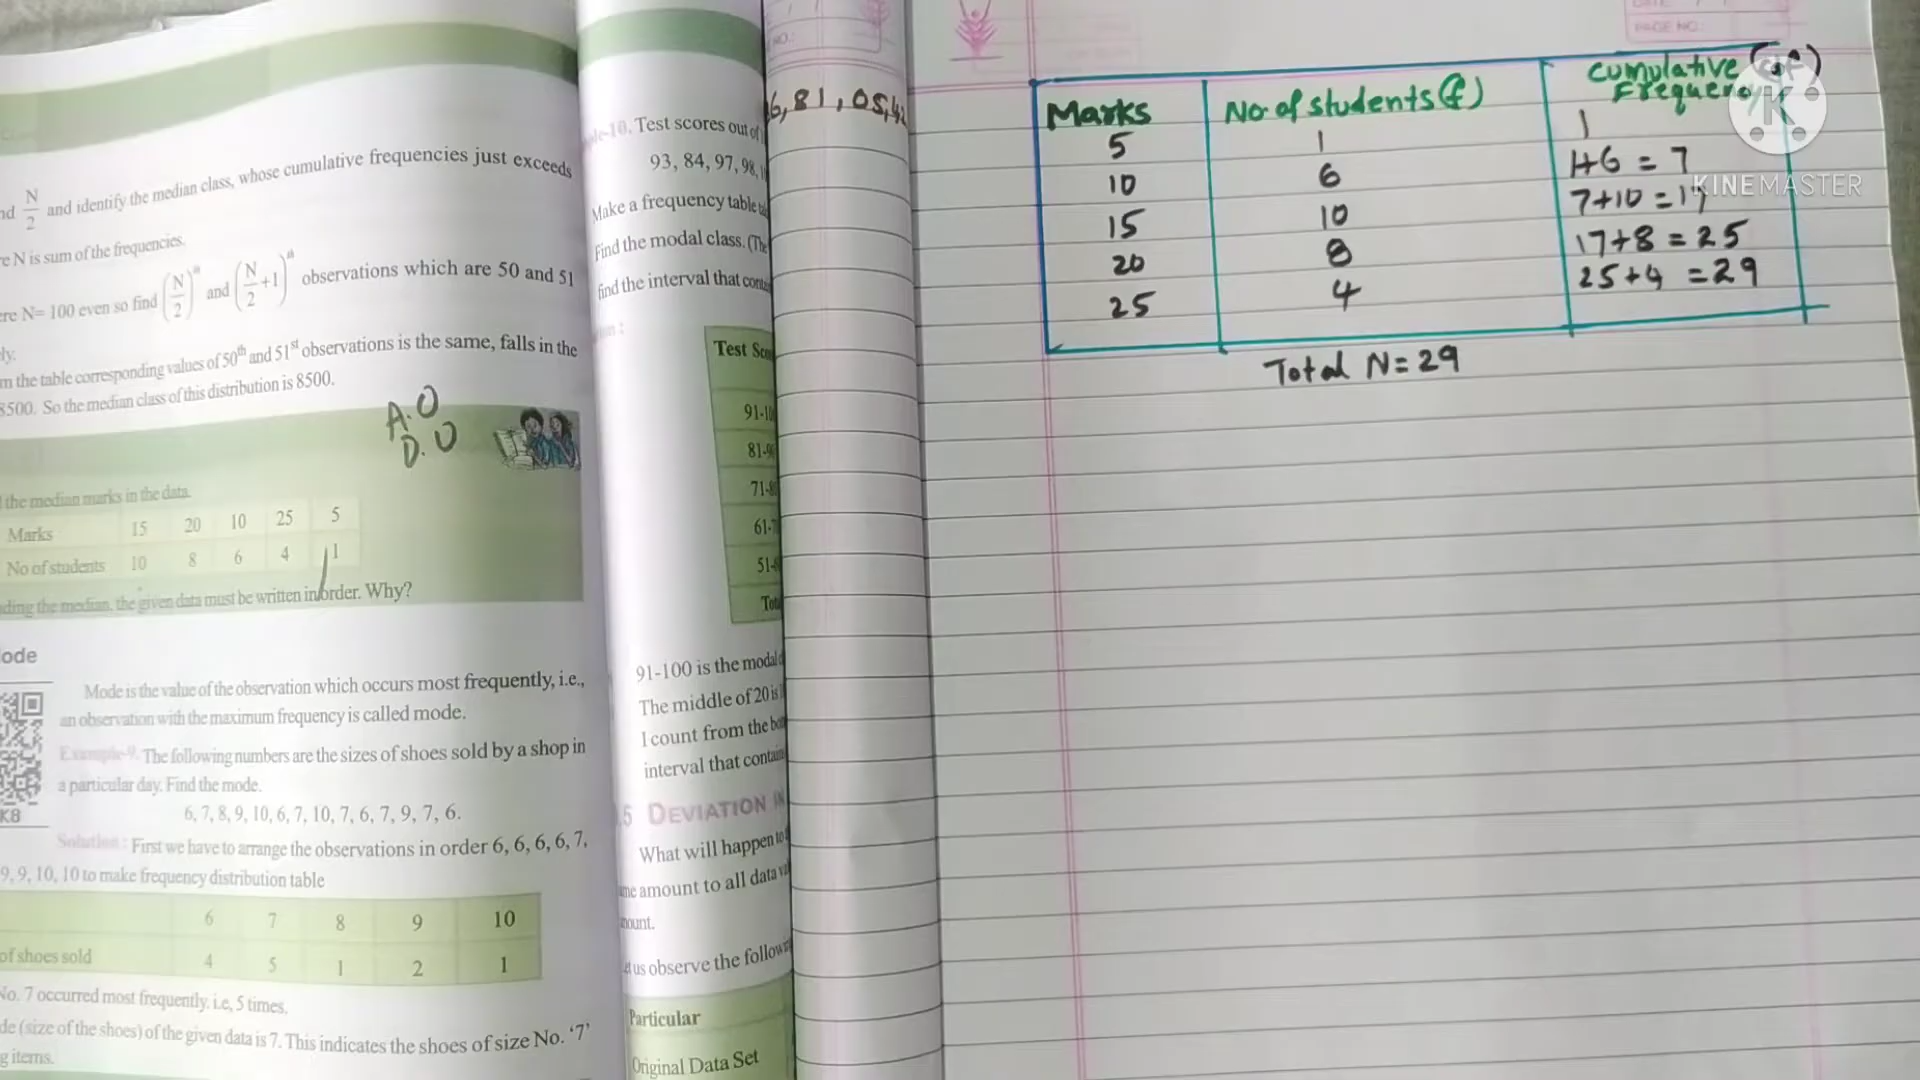 and N/2 and identify the median class, whose cumulative frequencies just exceeds
N is sum of the frequencies.
N= 100 even so find (N/2)th and (N/2+1)th observations which are 50 and 51
the table corresponding values of 50th and 51st observations is the same, falls in the
8500. So the median class of this distribution is 8500.
A.O
D.O
the median marks in the data.
Marks 15 20 10 25 5
No of students 10 8 6 4 1
the median, the given data must be written in order. Why?
Mode is the value of the observation which occurs most frequently, i.e.,
an observation with the maximum frequency is called mode.
Example-9. The following numbers are the sizes of shoes sold by a shop in
a particular day. Find the mode.
6, 7, 8, 9, 10, 6, 7, 10, 7, 6, 7, 9, 7, 6.
K8
Solution : First we have to arrange the observations in order 6, 6, 6, 6, 7,
9, 9, 10, 10 to make frequency distribution table
6 7 8 9 10
of shoes sold 4 5 1 2 1
No. 7 occurred most frequently. i.e, 5 times.
(size of the shoes) of the given data is 7. This indicates the shoes of size No. '7'
items.
Test scores out of
93, 84, 97, 98,
Make a frequency table
Find the modal class. (The
find the interval that
Test
91-
81-
71-
61-
51-
91-100 is the modal
The middle of 20 is
I count from the
interval that
5 DEVIATION IN
What will happen to
amount to all data
us observe the
Particular
Original Data Set
6, 81, 05,
PAGE NO:
Marks No. of students (f) Cumulative Frequency
5 1 1
10 6 1+6 = 7
15 10 7+10 = 17
20 8 17+8 = 25
25 4 25+4 = 29
Total N = 29
K
KINEMASTER